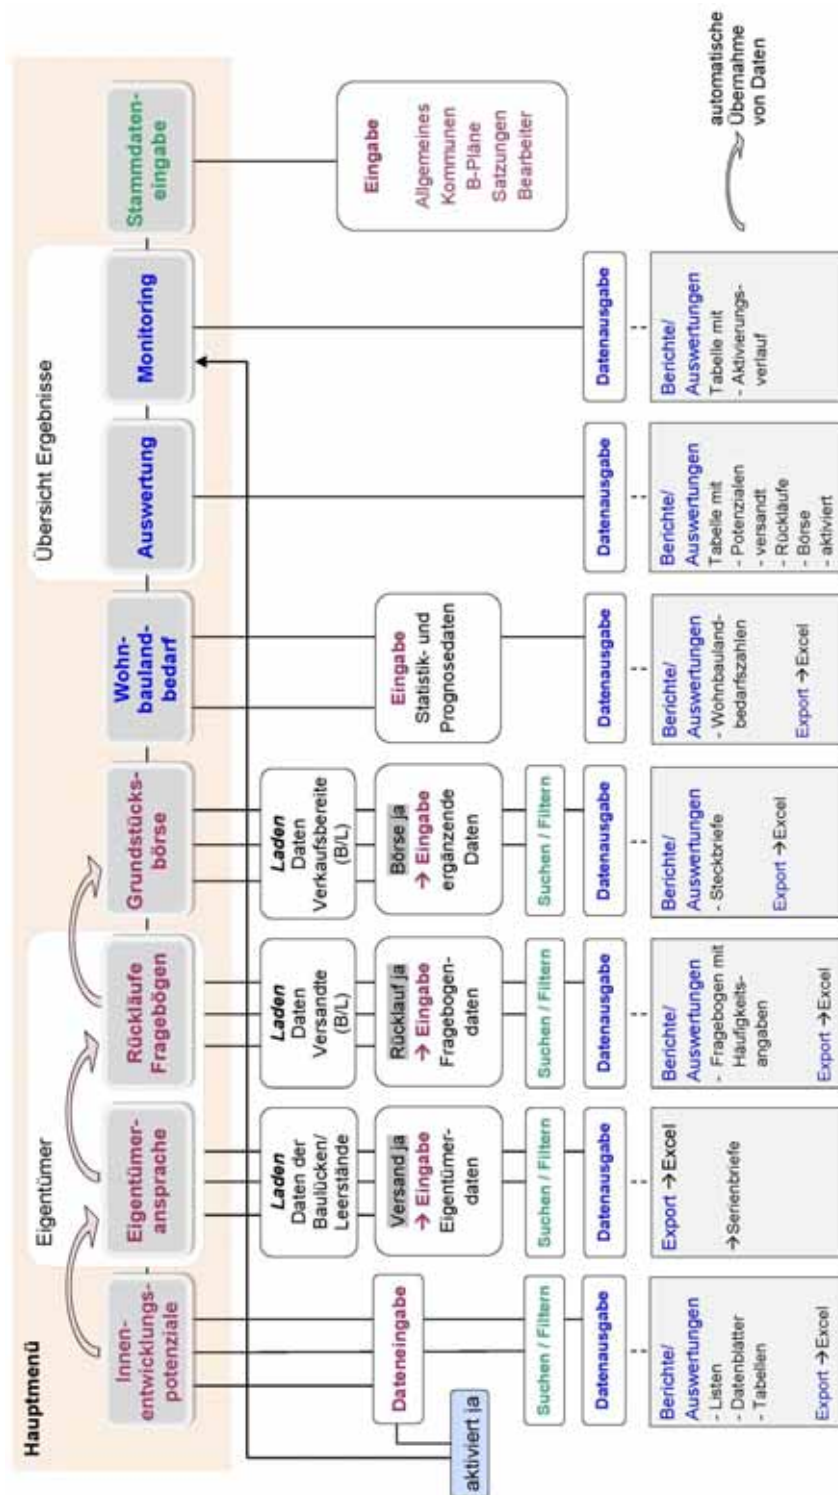 Hauptmenü
Eigentümer
Übersicht Ergebnisse
Innen-
entwicklungs-
potenziale
Eigentümer-
ansprache
Rückläufe
Fragebögen
Grundstücks-
börse
Wohn-
bauland-
bedarf
Auswertung
Monitoring
Stammdaten-
eingabe
Laden
Daten der
Baulücken/
Leerstände
Laden
Daten
Versandte
(B/L)
Laden
Daten
Verkaufsbereite
(B/L)
Dateneingabe
aktiviert ja
Versand ja
→ Eingabe
Eigentümer-
daten
Rücklauf ja
→ Eingabe
Fragebogen-
daten
Börse ja
→ Eingabe
ergänzende
Daten
Eingabe
Statistik- und
Prognosedaten
Eingabe
Allgemeines
Kommunen
B-Pläne
Satzungen
Bearbeiter
Suchen / Filtern
Suchen / Filtern
Suchen / Filtern
Suchen / Filtern
Datenausgabe
Datenausgabe
Datenausgabe
Datenausgabe
Datenausgabe
Datenausgabe
Datenausgabe
Berichte/
Auswertungen
- Listen
- Datenblätter
- Tabellen
Export →Excel
Export →Excel
→Serienbriefe
Berichte/
Auswertungen
- Fragebogen mit
Häufigkeits-
angaben
Export →Excel
Berichte/
Auswertungen
- Steckbriefe
Export →Excel
Berichte/
Auswertungen
- Wohnbauland-
bedarfszahlen
Export →Excel
Berichte/
Auswertungen
Tabelle mit
- Potenzialen
- versandt
- Rückläufe
- Börse
- aktiviert
Berichte/
Auswertungen
Tabelle mit
- Aktivierungs-
verlauf
automatische
Übernahme
von Daten